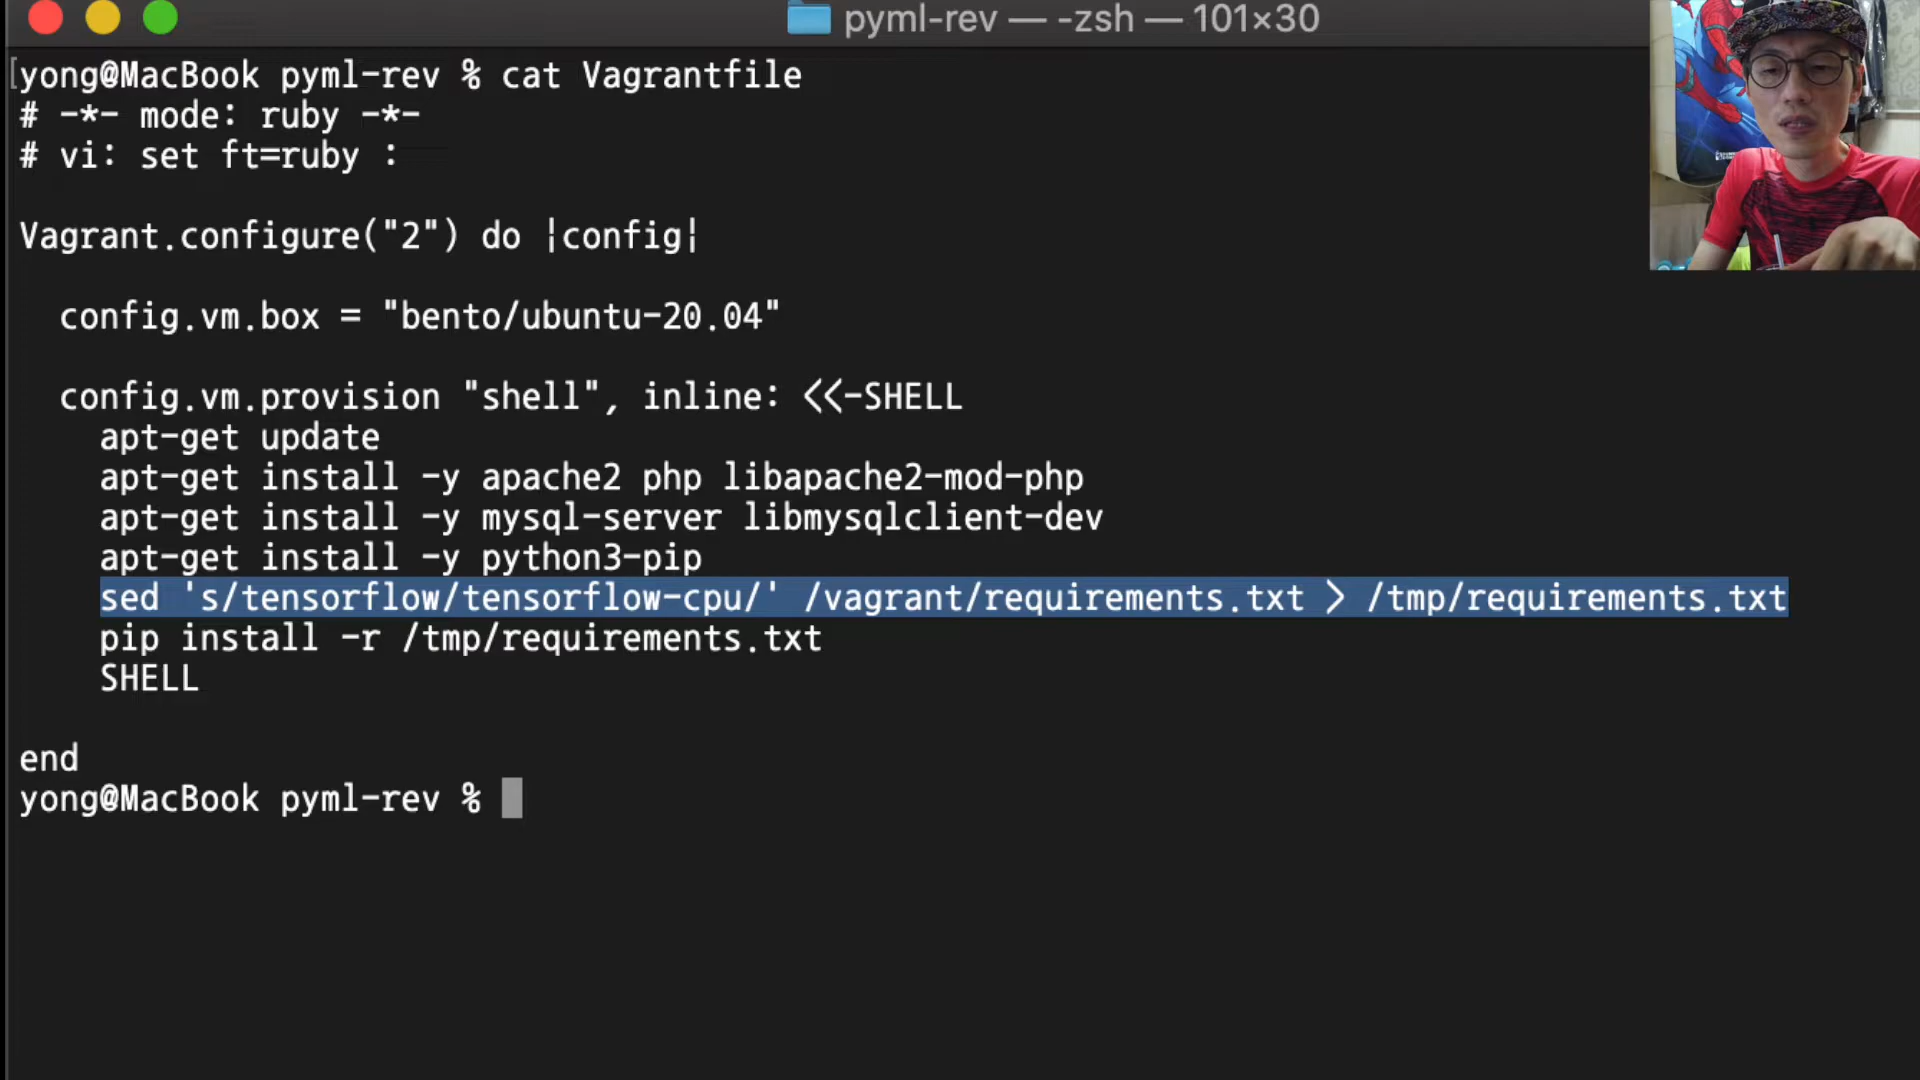 pyml-rev — -zsh — 101×30
[yong@MacBook pyml-rev % cat Vagrantfile
# -*- mode: ruby -*-
# vi: set ft=ruby :
Vagrant.configure("2") do |config|
config.vm.box = "bento/ubuntu-20.04"
config.vm.provision "shell", inline: <<-SHELL
apt-get update
apt-get install -y apache2 php libapache2-mod-php
apt-get install -y mysql-server libmysqlclient-dev
apt-get install -y python3-pip
sed 's/tensorflow/tensorflow-cpu/' /vagrant/requirements.txt > /tmp/requirements.txt
pip install -r /tmp/requirements.txt
SHELL
end
yong@MacBook pyml-rev %